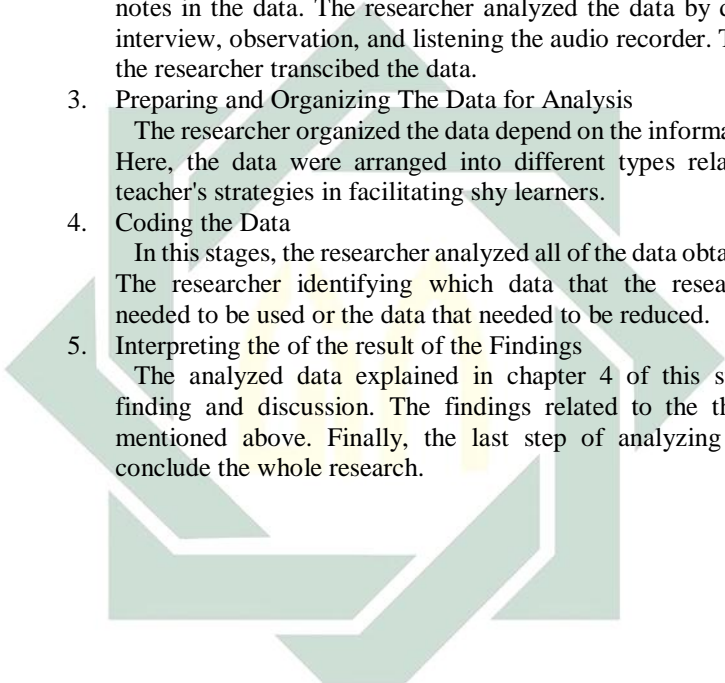 notes in the data. The researcher analyzed the data by
interview, observation, and listening the audio recorder.
the researcher transcibed the data.
3. Preparing and Organizing The Data for Analysis
The researcher organized the data depend on the
Here, the data were arranged into different types
teacher's strategies in facilitating shy learners.
4. Coding the Data
In this stages, the researcher analyzed all of the data
The researcher identifying which data that the
needed to be used or the data that needed to be reduced.
5. Interpreting the of the result of the Findings
The analyzed data explained in chapter 4 of this
finding and discussion. The findings related to the
mentioned above. Finally, the last step of analyzing
conclude the whole research.